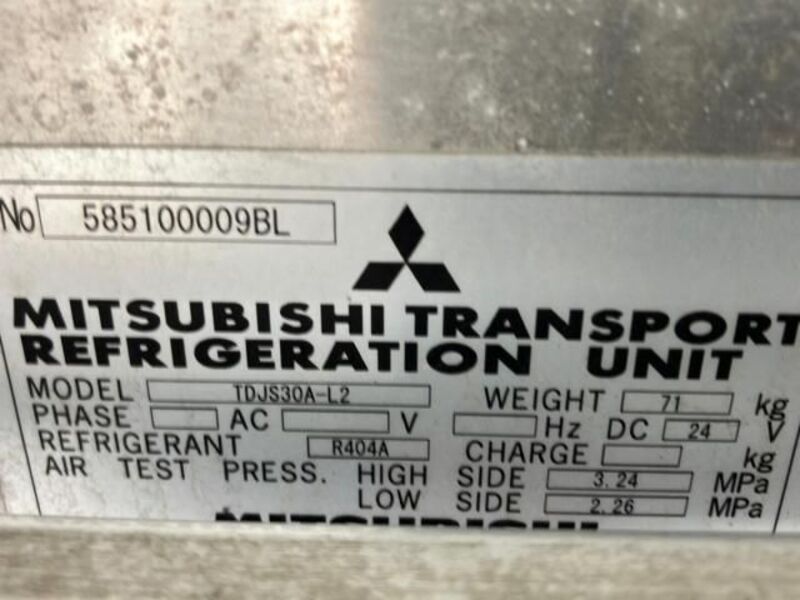 No 585100009BL
MITSUBISHI TRANSPORT
REFRIGERATION UNIT
MODEL TDJS30A-L2 WEIGHT 71 kg
PHASE AC V Hz DC 24 V
REFRIGERANT R404A CHARGE kg
AIR TEST PRESS. HIGH SIDE 3.24 MPa
LOW SIDE 2.26 MPa
MITSUBISHI